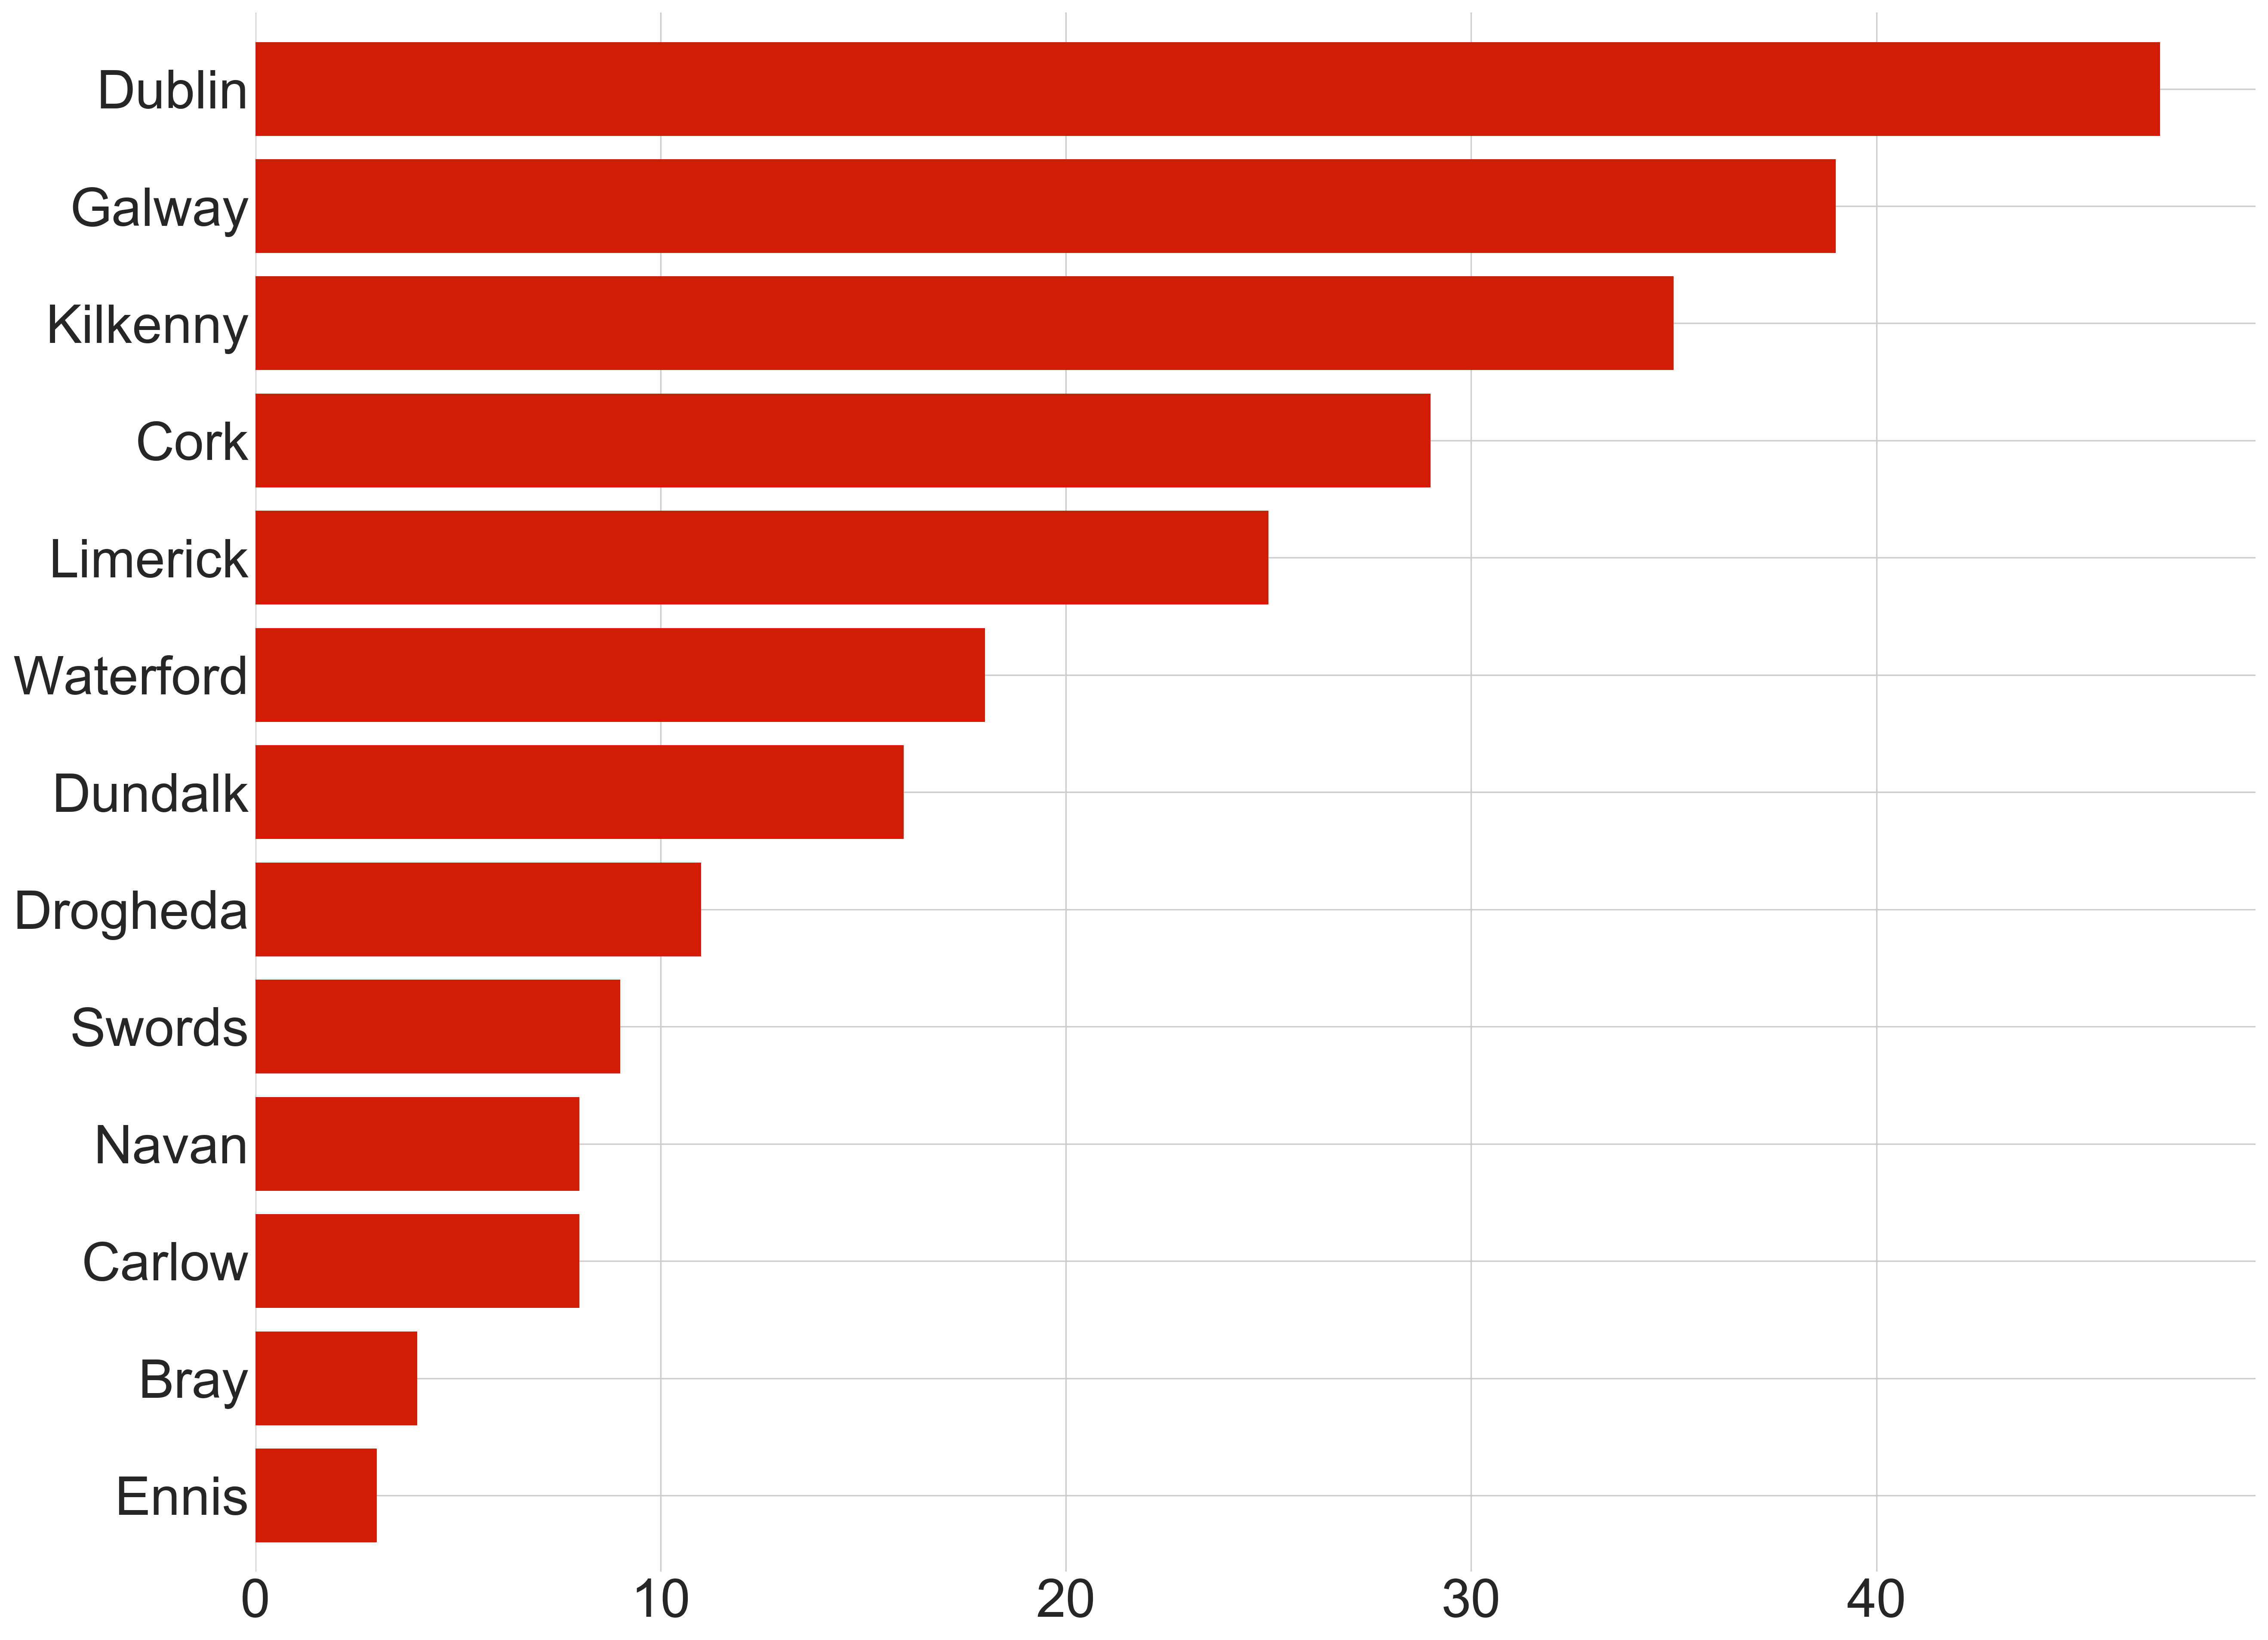 Dublin
Galway
Kilkenny
Cork
Limerick
Waterford
Dundalk
Drogheda
Swords
Navan
Carlow
Bray
Ennis
0 10 20 30 40